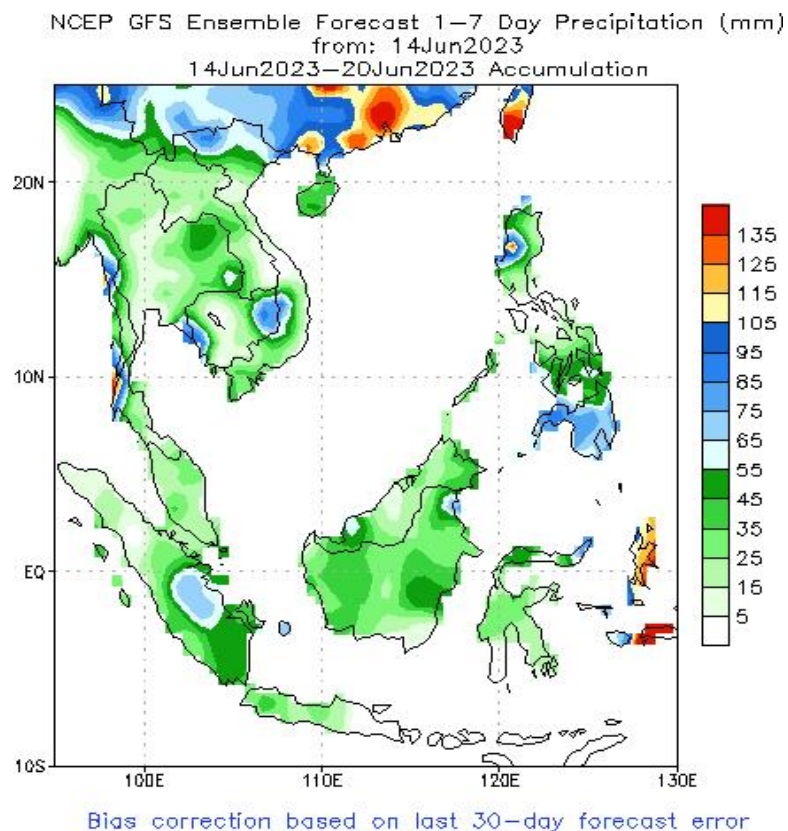 NCEP GFS Ensemble Forecast 1–7 Day Precipitation (mm)
from: 14Jun2023
14Jun2023–20Jun2023 Accumulation
20N
10N
EQ
10S
100E
110E
120E
130E
135
125
115
105
95
85
75
65
55
45
35
25
15
5
Bias correction based on last 30-day forecast error